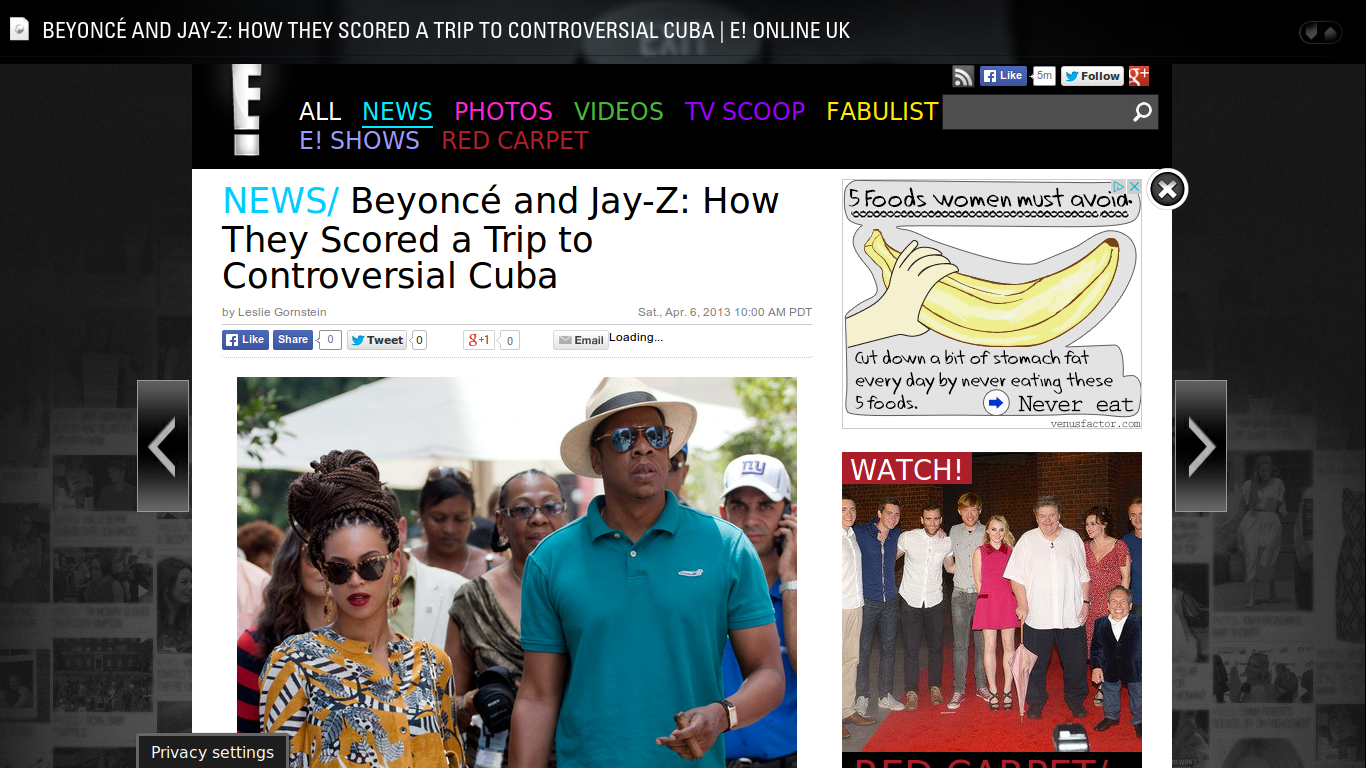 BEYONCÉ AND JAY-Z: HOW THEY SCORED A TRIP TO CONTROVERSIAL CUBA | E! ONLINE UK
EXIT
E!
Like
5m
Follow
g+
ALL NEWS PHOTOS VIDEOS TV SCOOP FABULIST
E! SHOWS RED CARPET
NEWS/ Beyoncé and Jay-Z: How
They Scored a Trip to
Controversial Cuba
by Leslie Gornstein
Sat., Apr. 6, 2013 10:00 AM PDT
Like Share 0 Tweet 0 g+1 0 Email Loading...
ny
5 Foods women must avoid.
Cut down a bit of stomach fat
every day by never eating these
5 foods.
Never eat
venusfactor.com
WATCH!
RED CARPET/
Privacy settings